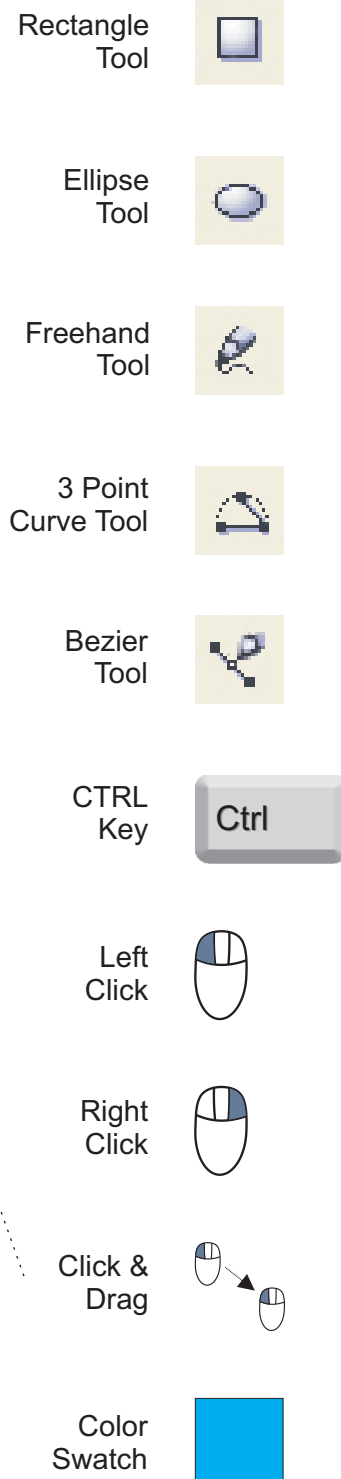 Rectangle
Tool
Ellipse
Tool
Freehand
Tool
3 Point
Curve Tool
Bezier
Tool
CTRL
Key
Ctrl
Left
Click
Right
Click
Click &
Drag
Color
Swatch